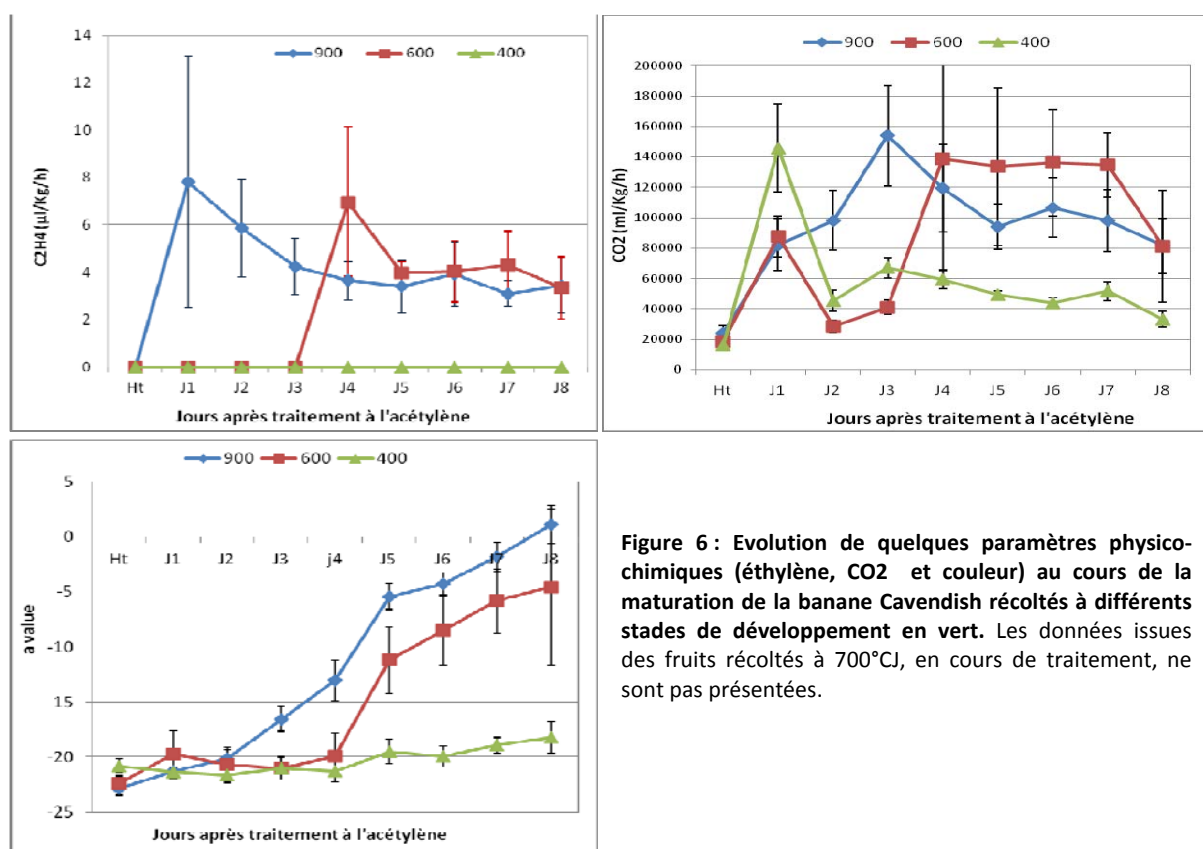 14
12
10
8
6
4
2
0
C2H4 (µl/Kg/h)
900 600 400
Ht J1 J2 J3 J4 J5 J6 J7 J8
Jours après traitement à l'acétylène
900 600 400
200000
180000
160000
140000
120000
100000
80000
60000
40000
20000
0
CO2 (ml/Kg/h)
Ht J1 J2 J3 J4 J5 J6 J7 J8
Jours après traitement à l'acétylène
900 600 400
5
0
-5
-10
-15
-20
-25
a value
Ht J1 J2 J3 j4 J5 J6 J7 J8
Jours après traitement à l'acétylène
Figure 6 : Evolution de quelques paramètres physico-
chimiques (éthylène, CO2 et couleur) au cours de la
maturation de la banane Cavendish récoltés à différents
stades de développement en vert. Les données issues
des fruits récoltés à 700°CJ, en cours de traitement, ne
sont pas présentées.